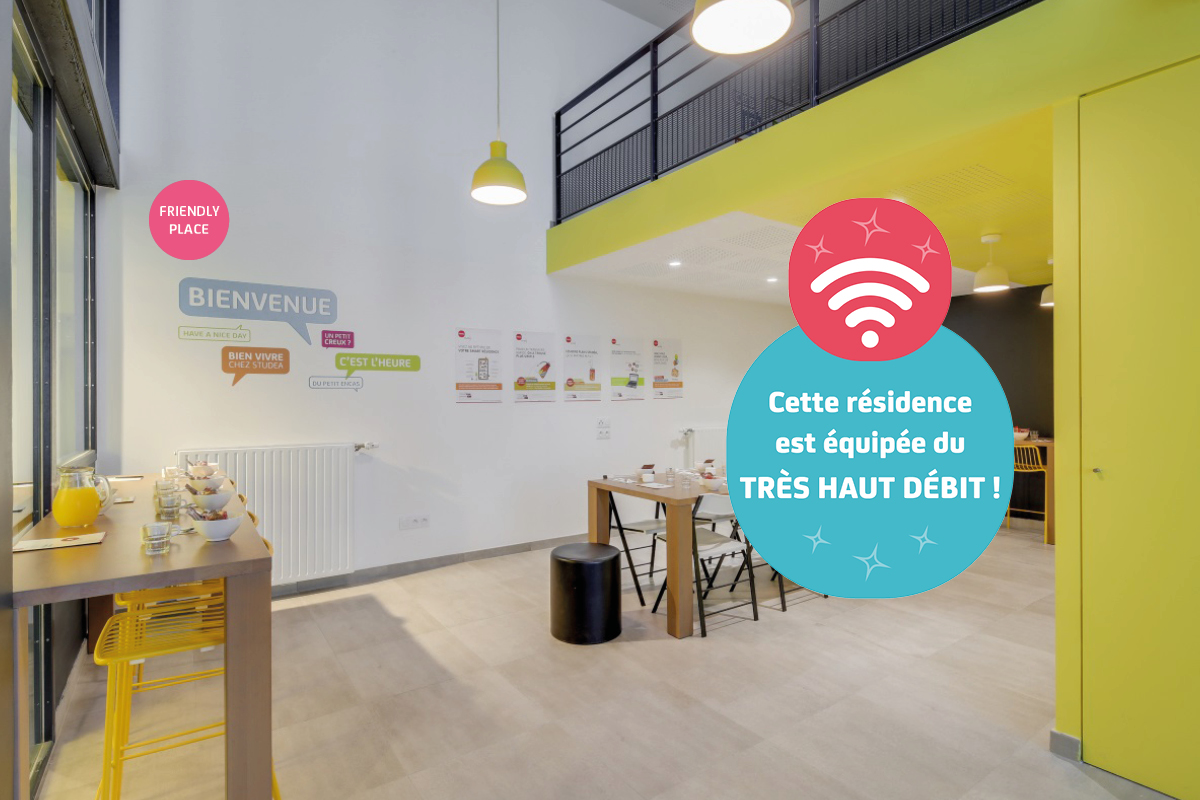 FRIENDLY
PLACE
BIENVENUE
HAVE A NICE DAY
UN PETIT
CREUX ?
BIEN VIVRE
CHEZ STUDEA
C'EST L'HEURE
DU PETIT ENCAS
Cette résidence
est équipée du
TRÈS HAUT DÉBIT !